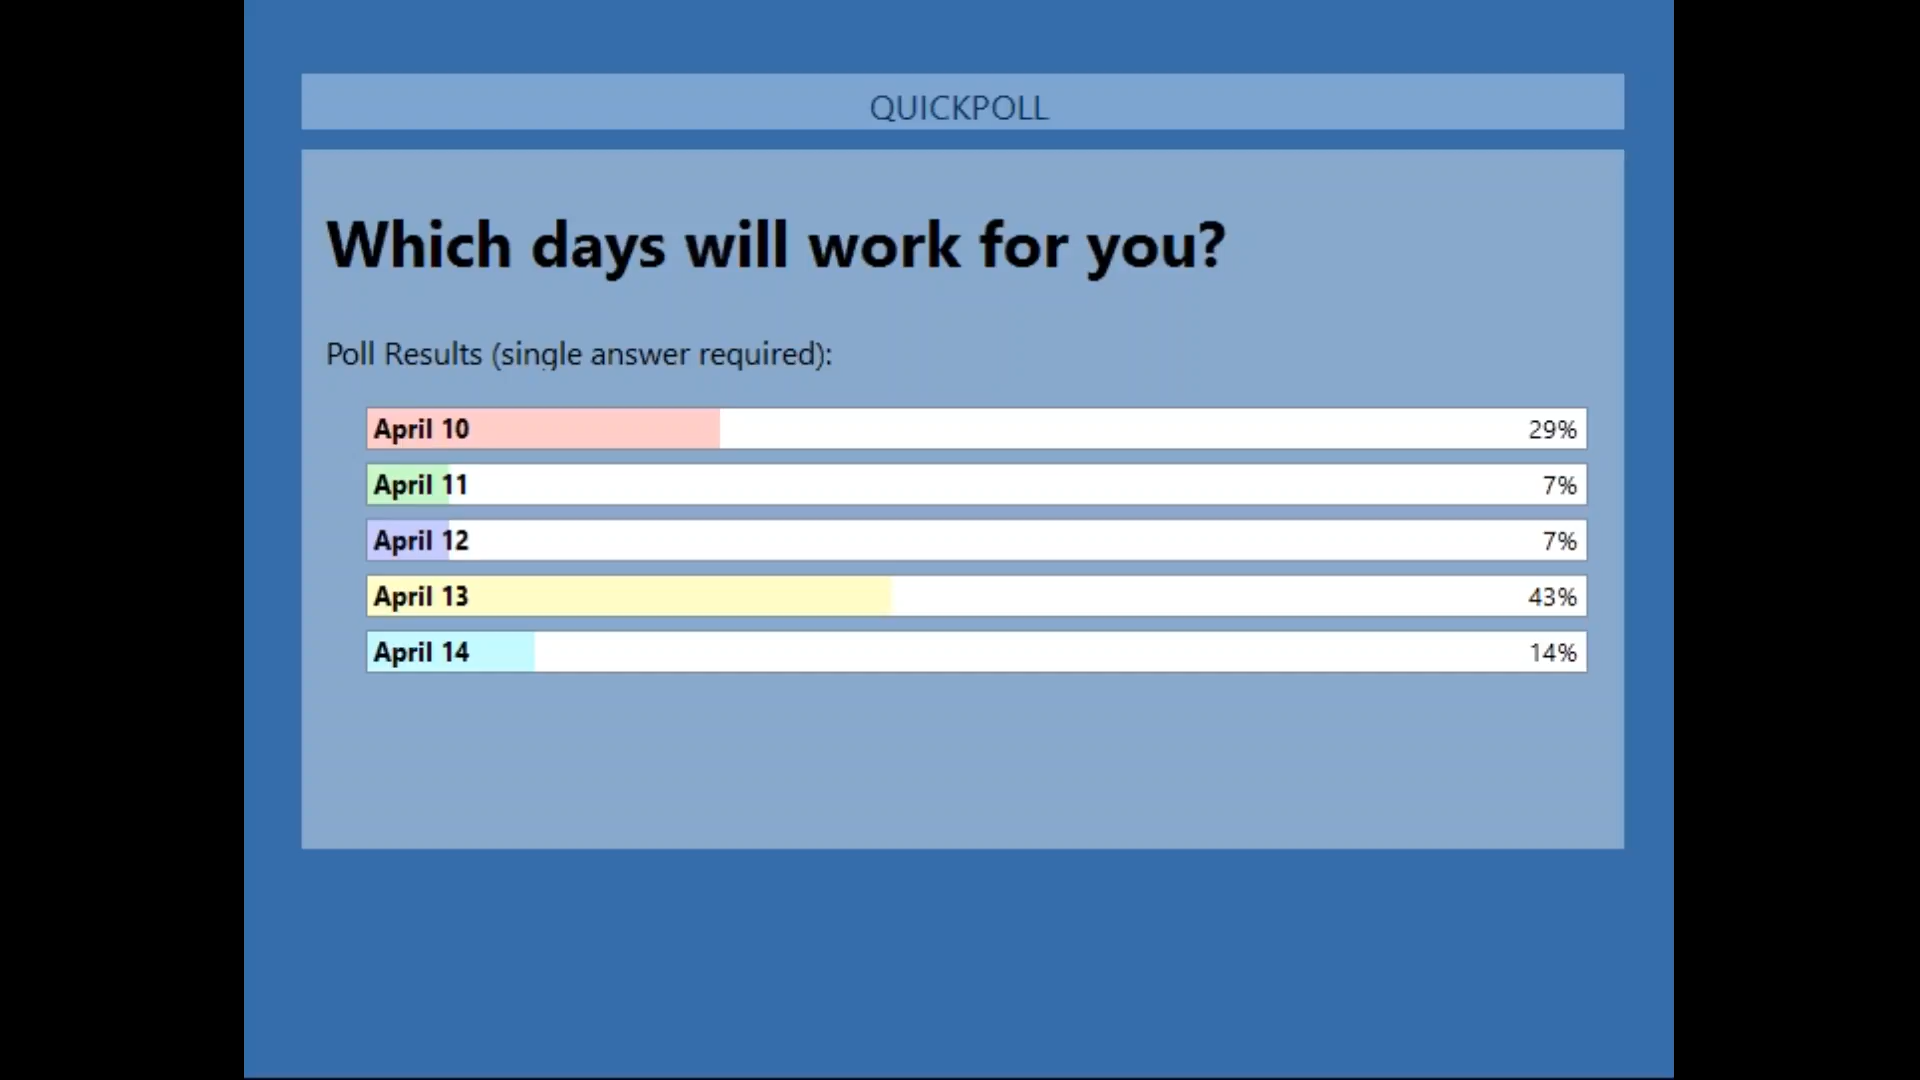 QUICKPOLL
Which days will work for you?
Poll Results (single answer required):
April 10 29%
April 11 7%
April 12 7%
April 13 43%
April 14 14%